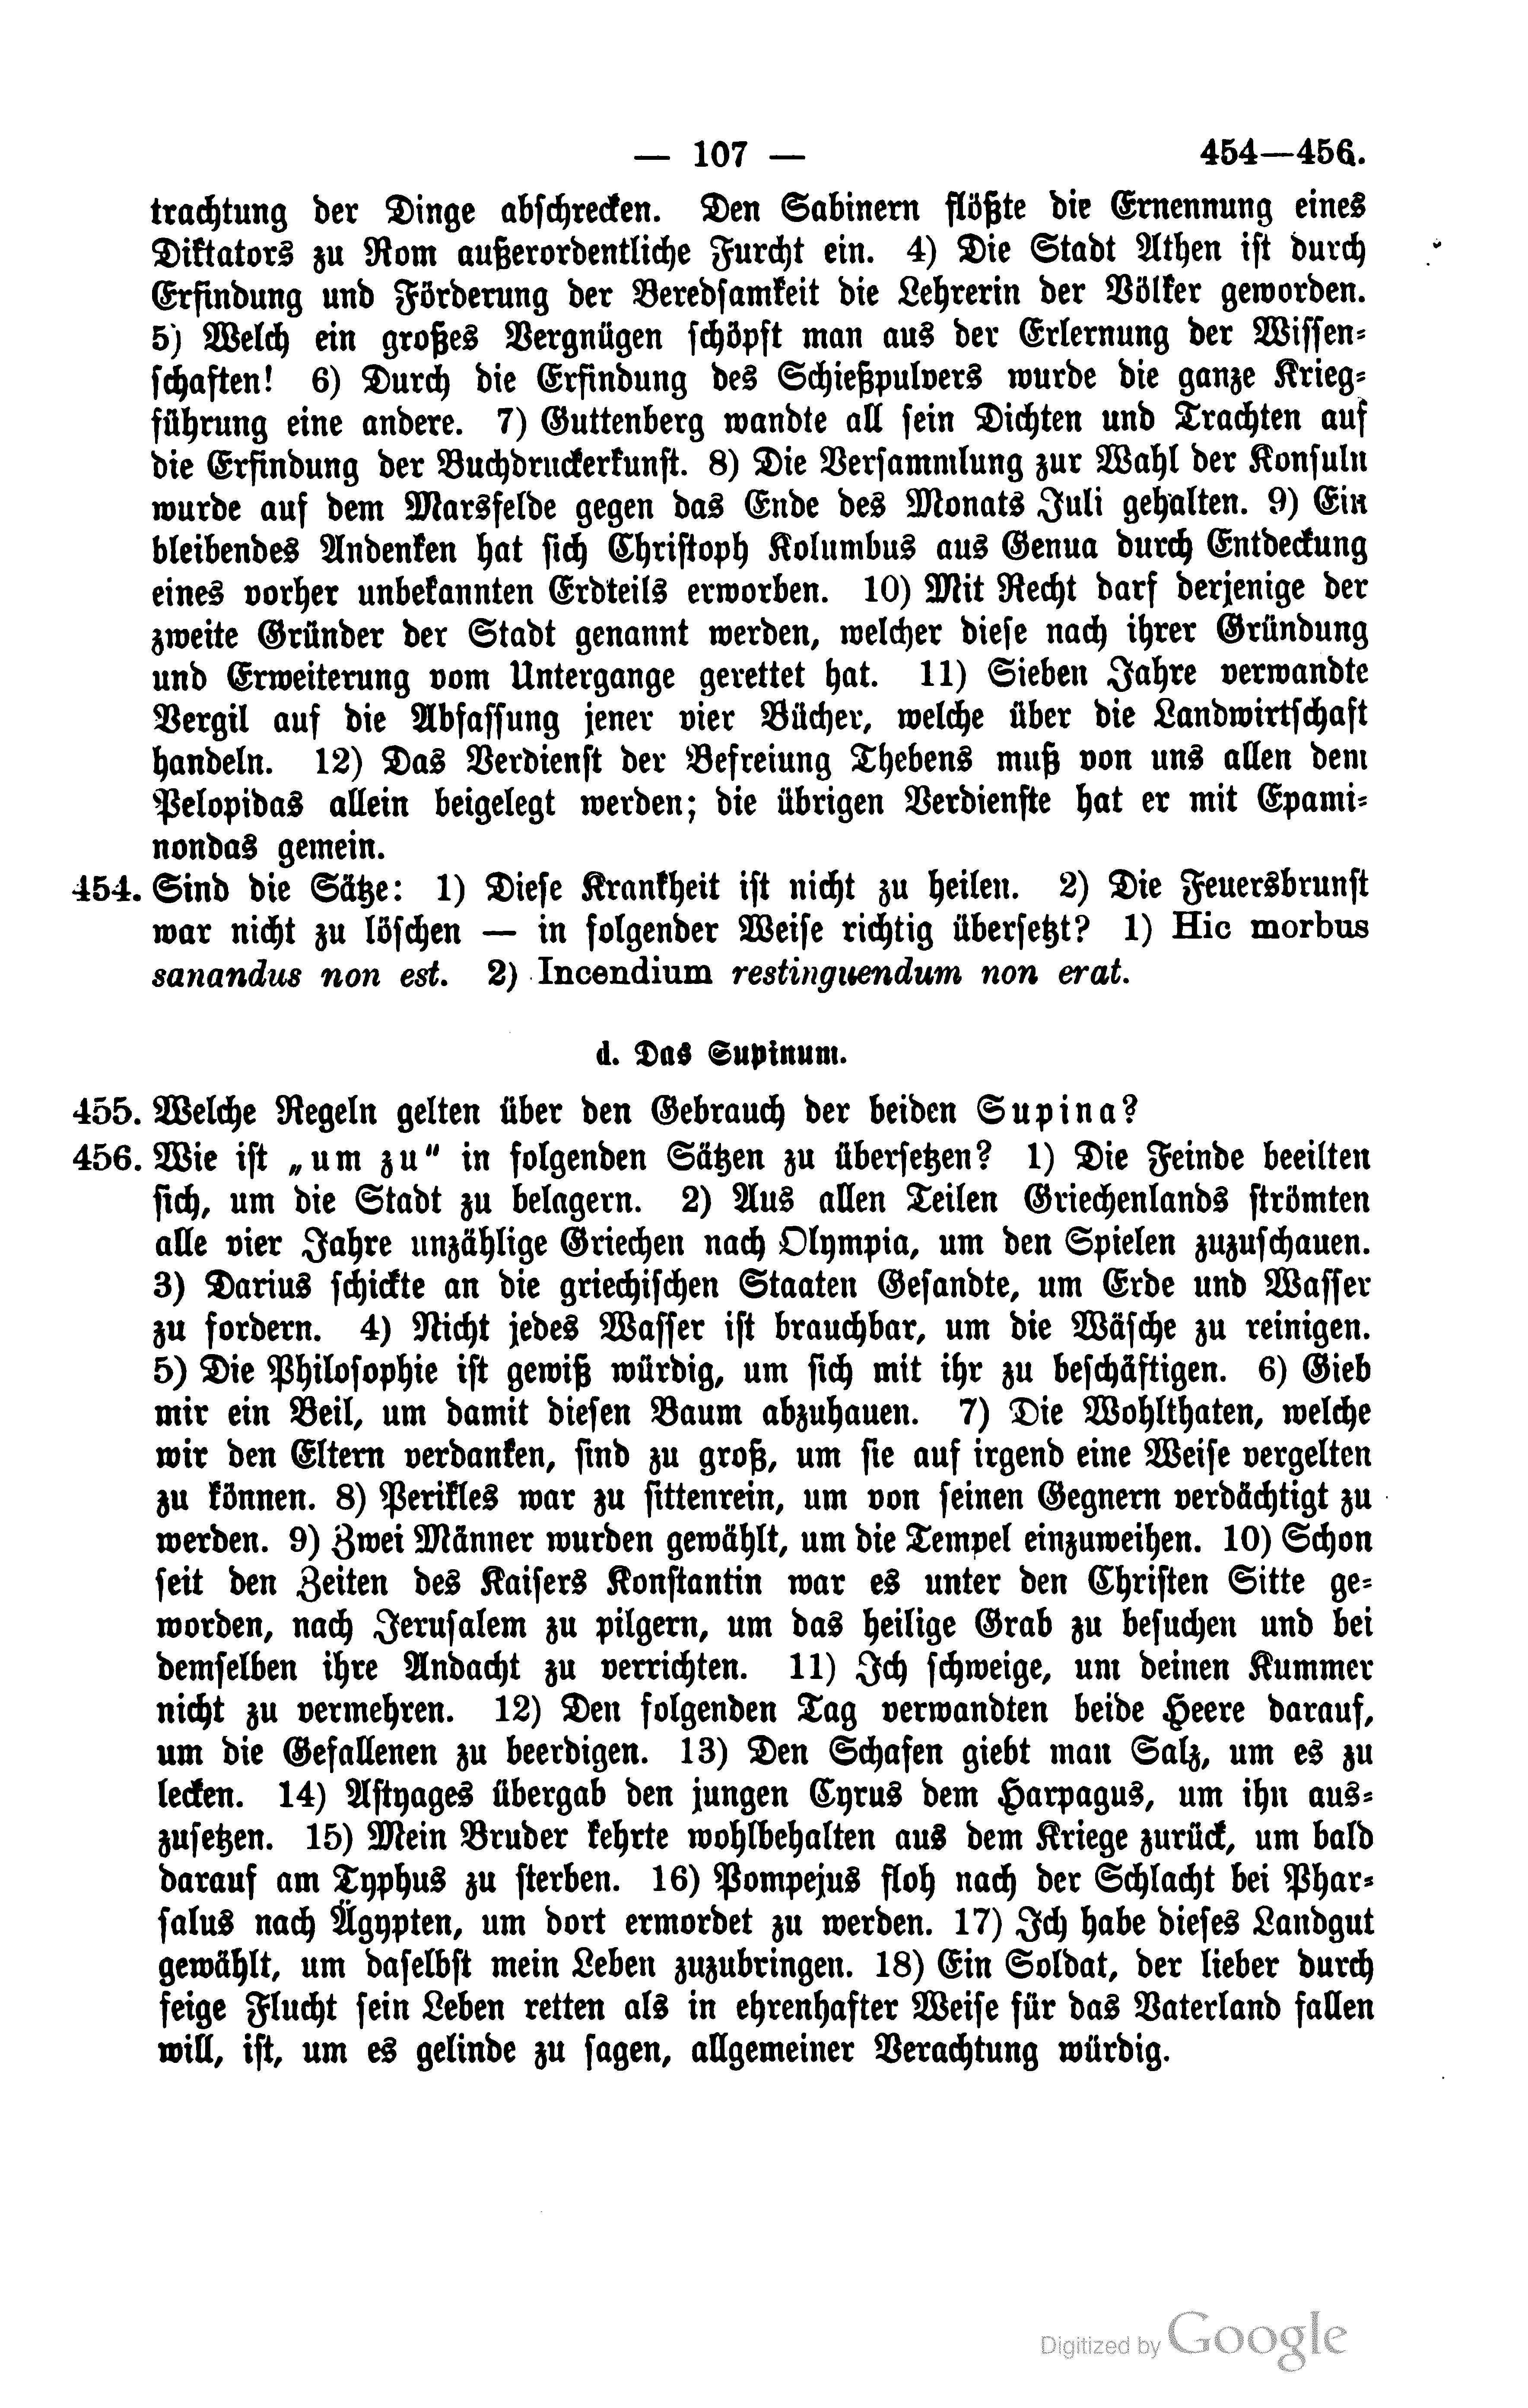 — 107 — 454—456.
trachtung der Dinge abschrecken. Den Sabinern flößte die Ernennung eines
Diktators zu Rom außerordentliche Furcht ein. 4) Die Stadt Athen ist durch
Erfindung und Förderung der Beredsamkeit die Lehrerin der Völker geworden.
5) Welch ein großes Vergnügen schöpft man aus der Erlernung der Wissen-
schaften! 6) Durch die Erfindung des Schießpulvers wurde die ganze Krieg-
führung eine andere. 7) Guttenberg wandte all sein Dichten und Trachten auf
die Erfindung der Buchdruckerkunst. 8) Die Versammlung zur Wahl der Konsuln
wurde auf dem Marsfelde gegen das Ende des Monats Juli gehalten. 9) Ein
bleibendes Andenken hat sich Christoph Kolumbus aus Genua durch Entdeckung
eines vorher unbekannten Erdteils erworben. 10) Mit Recht darf derjenige der
zweite Gründer der Stadt genannt werden, welcher diese nach ihrer Gründung
und Erweiterung vom Untergange gerettet hat. 11) Sieben Jahre verwandte
Vergil auf die Abfassung jener vier Bücher, welche über die Landwirtschaft
handeln. 12) Das Verdienst der Befreiung Thebens muß von uns allen dem
Pelopidas allein beigelegt werden; die übrigen Verdienste hat er mit Epami-
nondas gemein.
454. Sind die Sätze: 1) Diese Krankheit ist nicht zu heilen. 2) Die Feuersbrunst
war nicht zu löschen — in folgender Weise richtig übersetzt? 1) Hic morbus
sanandus non est. 2) Incendium restinguendum non erat.
d. Das Supinum.
455. Welche Regeln gelten über den Gebrauch der beiden Supina?
456. Wie ist „um zu“ in folgenden Sätzen zu übersetzen? 1) Die Feinde beeilten
sich, um die Stadt zu belagern. 2) Aus allen Teilen Griechenlands strömten
alle vier Jahre unzählige Griechen nach Olympia, um den Spielen zuzuschauen.
3) Darius schickte an die griechischen Staaten Gesandte, um Erde und Wasser
zu fordern. 4) Nicht jedes Wasser ist brauchbar, um die Wäsche zu reinigen.
5) Die Philosophie ist gewiß würdig, um sich mit ihr zu beschäftigen. 6) Gieb
mir ein Beil, um damit diesen Baum abzuhauen. 7) Die Wohlthaten, welche
wir den Eltern verdanken, sind zu groß, um sie auf irgend eine Weise vergelten
zu können. 8) Perikles war zu sittenrein, um von seinen Gegnern verdächtigt zu
werden. 9) Zwei Männer wurden gewählt, um die Tempel einzuweihen. 10) Schon
seit den Zeiten des Kaisers Konstantin war es unter den Christen Sitte ge-
worden, nach Jerusalem zu pilgern, um das heilige Grab zu besuchen und bei
demselben ihre Andacht zu verrichten. 11) Ich schweige, um deinen Kummer
nicht zu vermehren. 12) Den folgenden Tag verwandten beide Heere darauf,
um die Gefallenen zu beerdigen. 13) Den Schafen giebt man Salz, um es zu
lecken. 14) Astyages übergab den jungen Cyrus dem Harpagus, um ihn aus-
zusetzen. 15) Mein Bruder kehrte wohlbehalten aus dem Kriege zurück, um bald
darauf am Typhus zu sterben. 16) Pompejus floh nach der Schlacht bei Phar-
salus nach Ägypten, um dort ermordet zu werden. 17) Ich habe dieses Landgut
gewählt, um daselbst mein Leben zuzubringen. 18) Ein Soldat, der lieber durch
feige Flucht sein Leben retten als in ehrenhafter Weise für das Vaterland fallen
will, ist, um es gelinde zu sagen, allgemeiner Verachtung würdig.
Digitized by Google